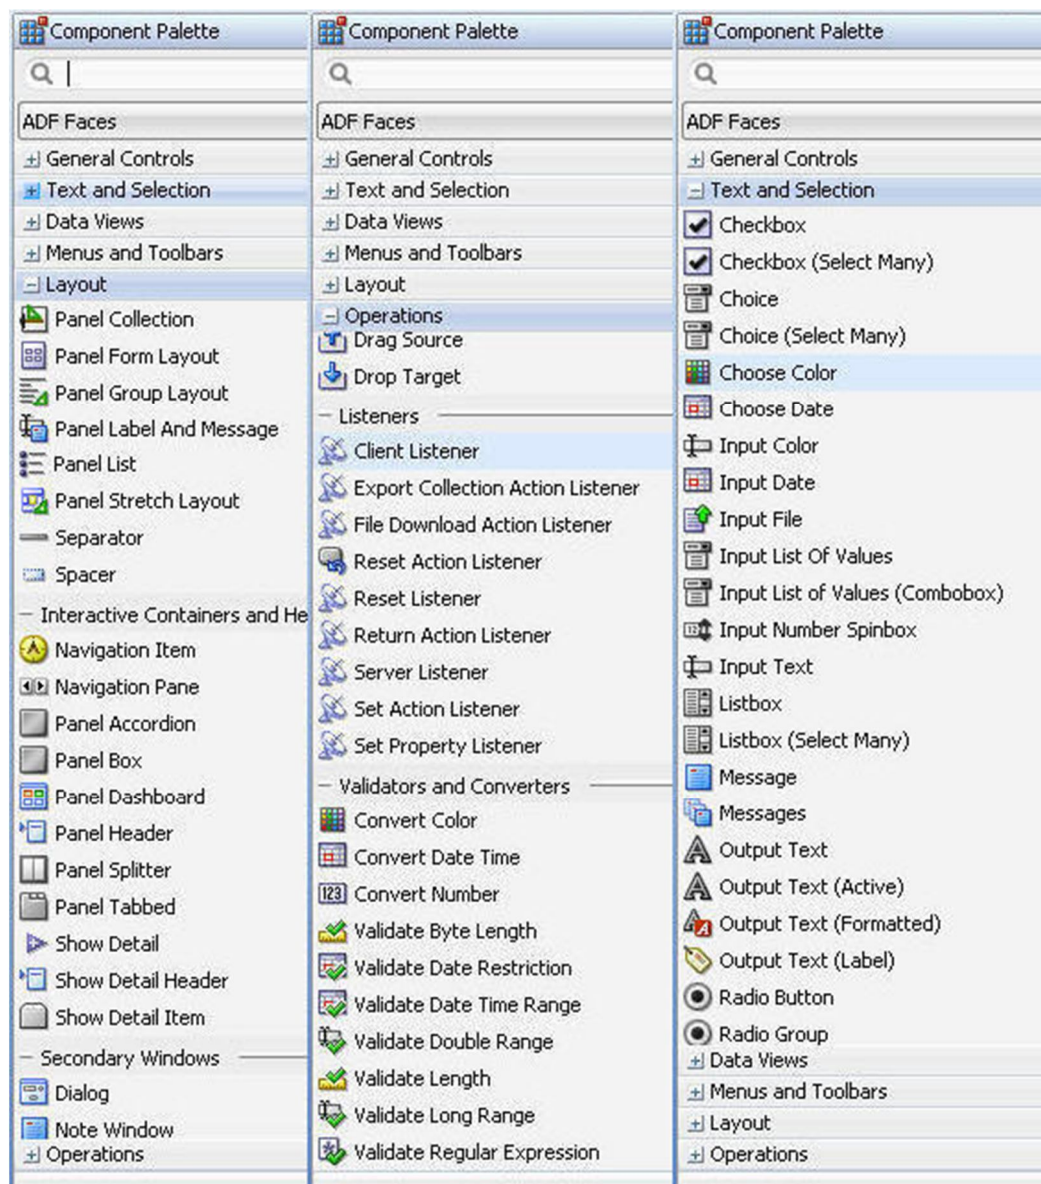 Component Palette
ADF Faces
General Controls
Text and Selection
Data Views
Menus and Toolbars
Layout
Panel Collection
Panel Form Layout
Panel Group Layout
Panel Label And Message
Panel List
Panel Stretch Layout
Separator
Spacer
Interactive Containers and He
Navigation Item
Navigation Pane
Panel Accordion
Panel Box
Panel Dashboard
Panel Header
Panel Splitter
Panel Tabbed
Show Detail
Show Detail Header
Show Detail Item
Secondary Windows
Dialog
Note Window
Operations
Component Palette
ADF Faces
General Controls
Text and Selection
Data Views
Menus and Toolbars
Layout
Operations
Drag Source
Drop Target
Listeners
Client Listener
Export Collection Action Listener
File Download Action Listener
Reset Action Listener
Reset Listener
Return Action Listener
Server Listener
Set Action Listener
Set Property Listener
Validators and Converters
Convert Color
Convert Date Time
Convert Number
Validate Byte Length
Validate Date Restriction
Validate Date Time Range
Validate Double Range
Validate Length
Validate Long Range
Validate Regular Expression
Component Palette
ADF Faces
General Controls
Text and Selection
Checkbox
Checkbox (Select Many)
Choice
Choice (Select Many)
Choose Color
Choose Date
Input Color
Input Date
Input File
Input List Of Values
Input List of Values (Combobox)
Input Number Spinbox
Input Text
Listbox
Listbox (Select Many)
Message
Messages
Output Text
Output Text (Active)
Output Text (Formatted)
Output Text (Label)
Radio Button
Radio Group
Data Views
Menus and Toolbars
Layout
Operations